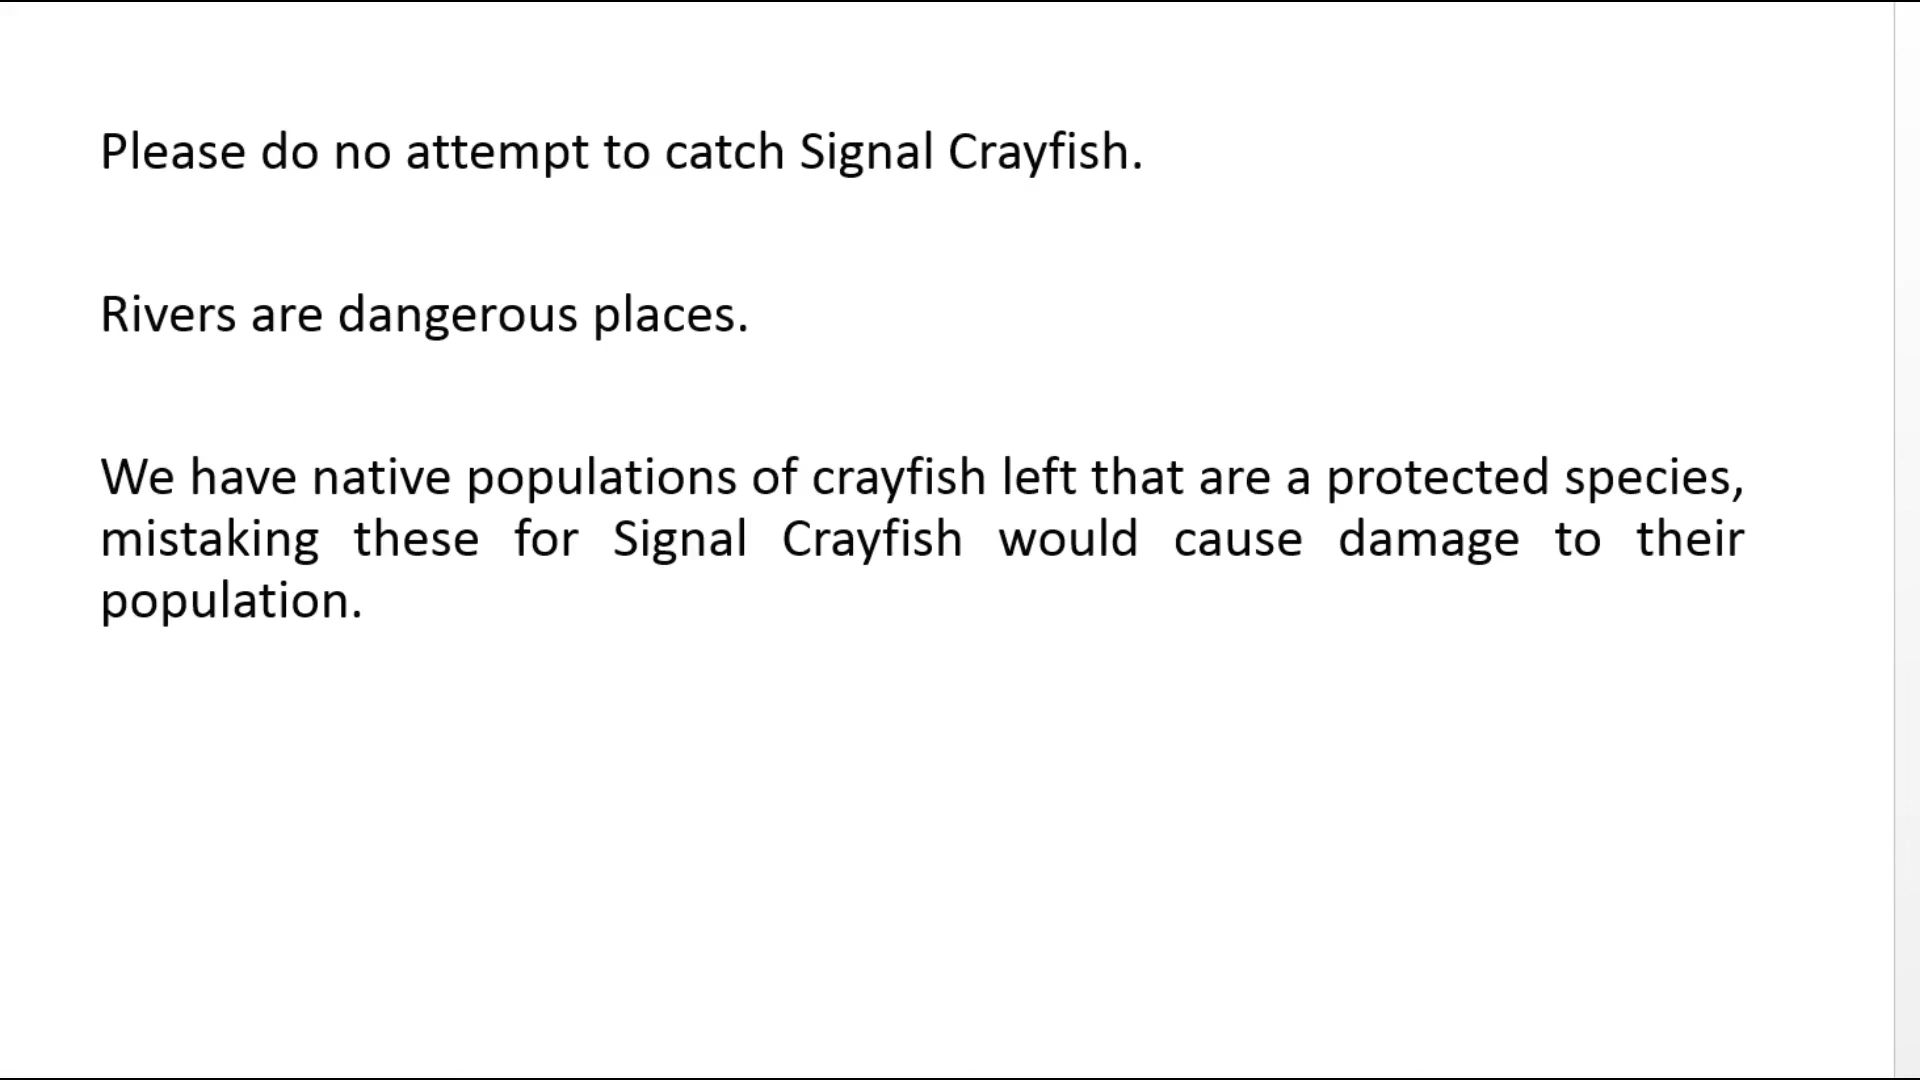 Please do no attempt to catch Signal Crayfish.
Rivers are dangerous places.
We have native populations of crayfish left that are a protected species,
mistaking these for Signal Crayfish would cause damage to their
population.